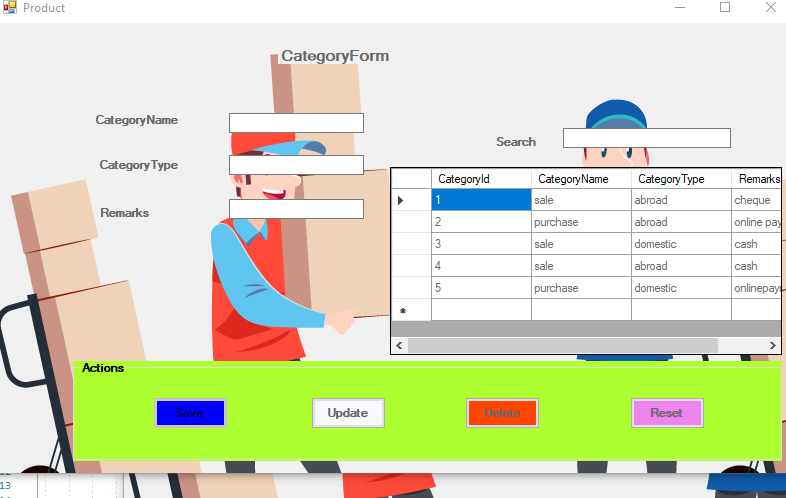 Product
CategoryForm
CategoryName
CategoryType
Remarks
Search
CategoryId CategoryName CategoryType Remarks
1 sale abroad cheque
2 purchase abroad online pay
3 sale domestic cash
4 sale abroad cash
5 purchase domestic onlinepay
Actions
Save Update Delete Reset
13